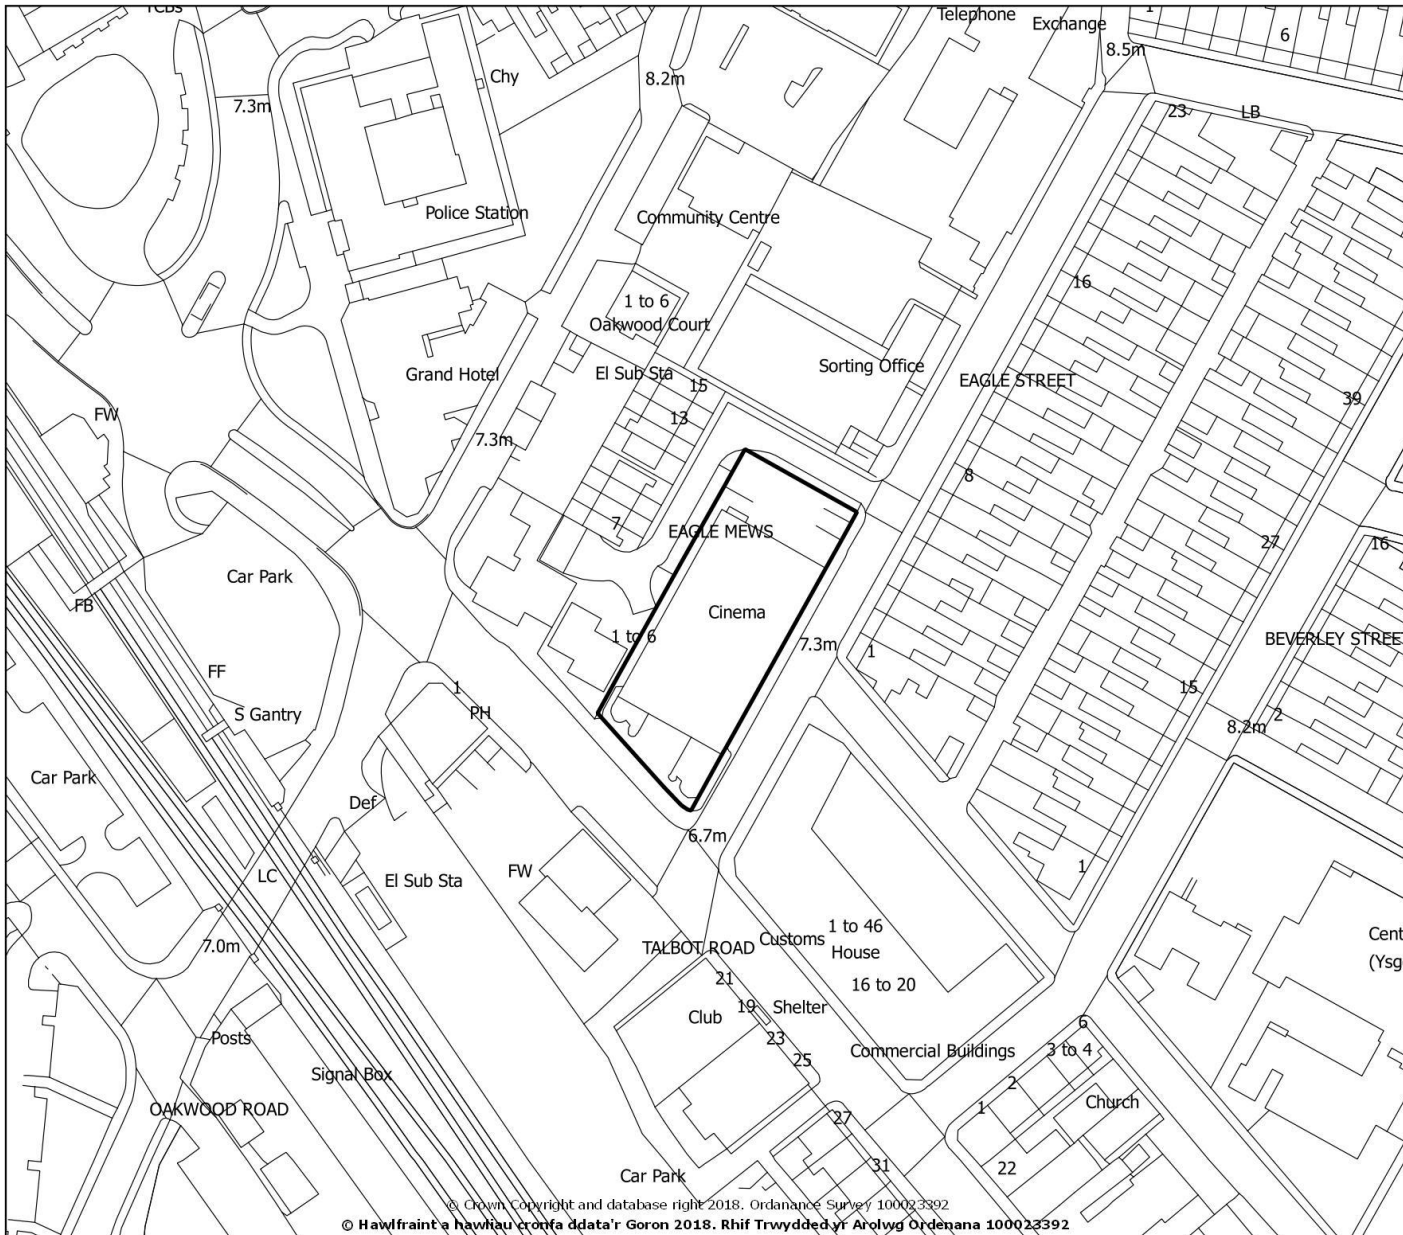 TCBs
Telephone
Exchange
1
6
8.5m
8.2m
Chy
7.3m
23
LB
Police Station
Community Centre
16
1 to 6
Oakwood Court
Sorting Office
EAGLE STREET
Grand Hotel
El Sub Sta
15
13
39
FW
7.3m
8
7
EAGLE MEWS
27
16
Car Park
FB
Cinema
1 to 6
7.3m
1
BEVERLEY STREET
FF
1
15
S Gantry
PH
2
8.2m
Car Park
Def
6.7m
LC
El Sub Sta
FW
1
1 to 46
Cent
7.0m
TALBOT ROAD
Customs
House
(Ysg
21
16 to 20
Club
19
Shelter
6
Posts
23
Commercial Buildings
3 to 4
25
Signal Box
2
OAKWOOD ROAD
1
Church
27
31
22
Car Park
© Crown Copyright and database right 2018. Ordanance Survey 100023392
© Hawlfraint a hawliau cronfa ddata'r Goron 2018. Rhif Trwydded yr Arolwg Ordenana 100023392